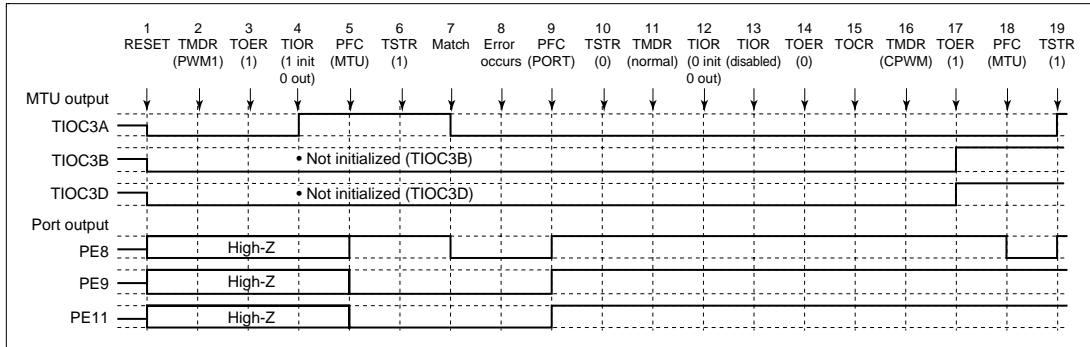 1 2 3 4 5 6 7 8 9 10 11 12 13 14 15 16 17 18 19
RESET TMDR TOER TIOR PFC TSTR Match Error PFC TSTR TMDR TIOR TIOR TOER TOCR TMDR TOER PFC TSTR
(PWM1) (1) (1 init (MTU) (1) occurs (PORT) (0) (normal) (0 init (disabled) (0) (CPWM) (1) (MTU) (1)
0 out) 0 out)
MTU output
TIOC3A
TIOC3B • Not initialized (TIOC3B)
TIOC3D • Not initialized (TIOC3D)
Port output
PE8 High-Z
PE9 High-Z
PE11 High-Z